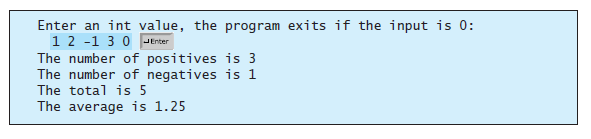 Enter an int value, the program exits if the input is 0:
1 2 -1 3 0 ↵Enter
The number of positives is 3
The number of negatives is 1
The total is 5
The average is 1.25